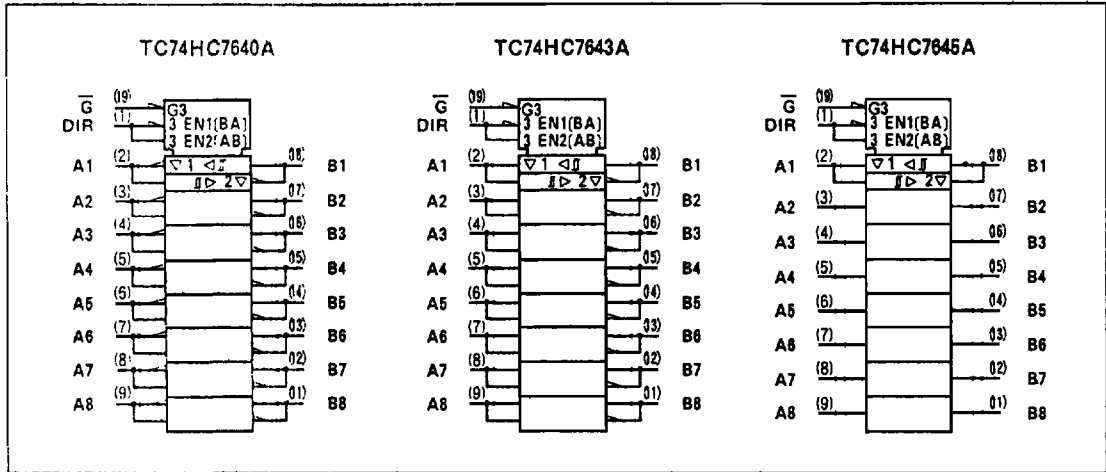 TC74HC7640A
G̅ (19) G3
DIR (1) 3 EN1(BA)
3 EN2(AB)
A1 (2) ▽ 1 ◁ ⎎ (18) B1
⎎ ▷ 2 ▽
A2 (3) (17) B2
A3 (4) (16) B3
A4 (5) (15) B4
A5 (6) (14) B5
A6 (7) (13) B6
A7 (8) (12) B7
A8 (9) (11) B8
TC74HC7643A
G̅ (19) G3
DIR (1) 3 EN1(BA)
3 EN2(AB)
A1 (2) ▽ 1 ◁ ⎎ (18) B1
⎎ ▷ 2 ▽
A2 (3) (17) B2
A3 (4) (16) B3
A4 (5) (15) B4
A5 (6) (14) B5
A6 (7) (13) B6
A7 (8) (12) B7
A8 (9) (11) B8
TC74HC7645A
G̅ (19) G3
DIR (1) 3 EN1(BA)
3 EN2(AB)
A1 (2) ▽ 1 ◁ ⎎ (18) B1
⎎ ▷ 2 ▽
A2 (3) (17) B2
A3 (4) (16) B3
A4 (5) (15) B4
A5 (6) (14) B5
A6 (7) (13) B6
A7 (8) (12) B7
A8 (9) (11) B8